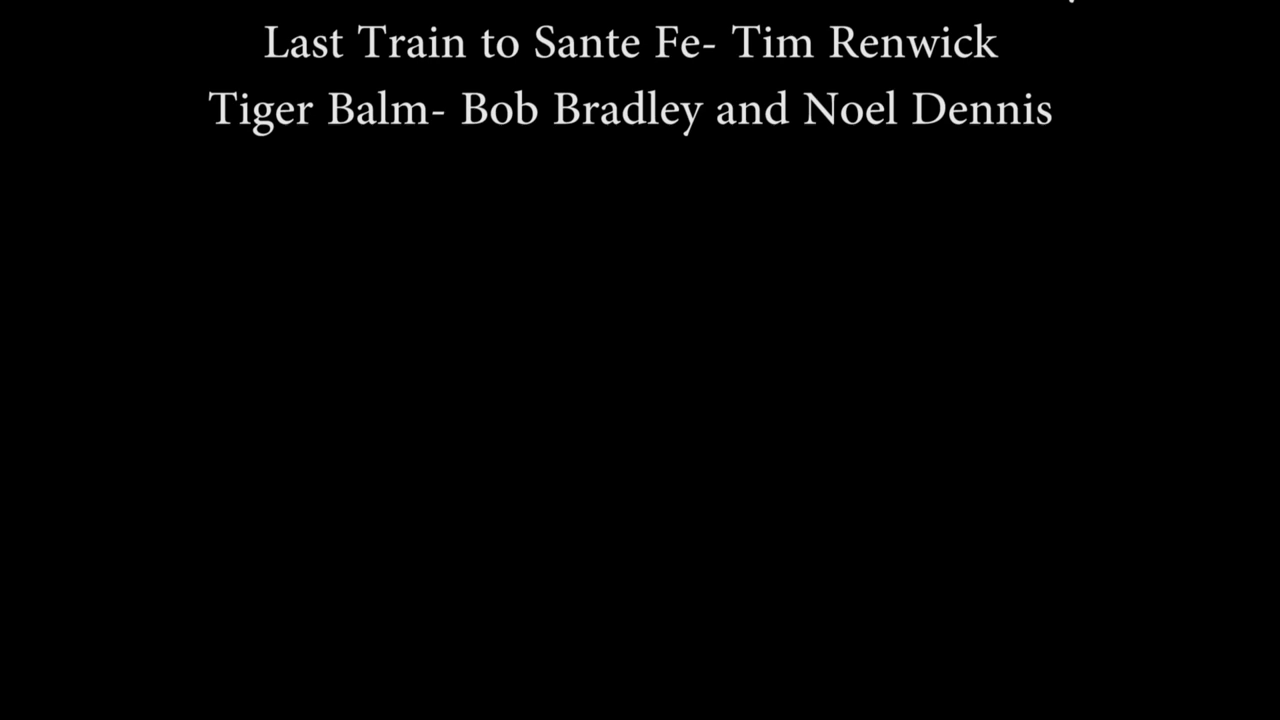 Last Train to Sante Fe- Tim Renwick
Tiger Balm- Bob Bradley and Noel Dennis